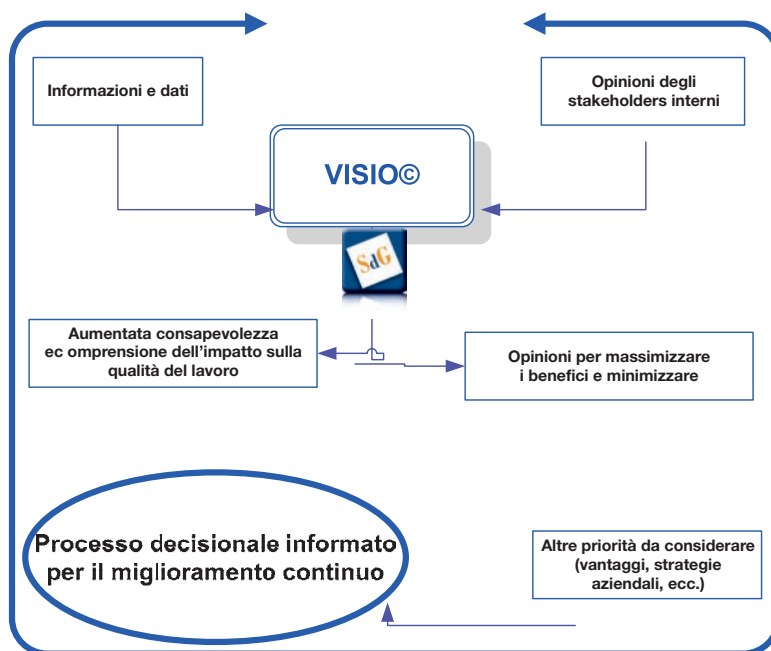 Informazioni e dati
Opinioni degli
stakeholders interni
VISIO©
SdG
Aumentata consapevolezza
ec omprensione dell'impatto sulla
qualità del lavoro
Opinioni per massimizzare
i benefici e minimizzare
Processo decisionale informato
per il miglioramento continuo
Altre priorità da considerare
(vantaggi, strategie
aziendali, ecc.)